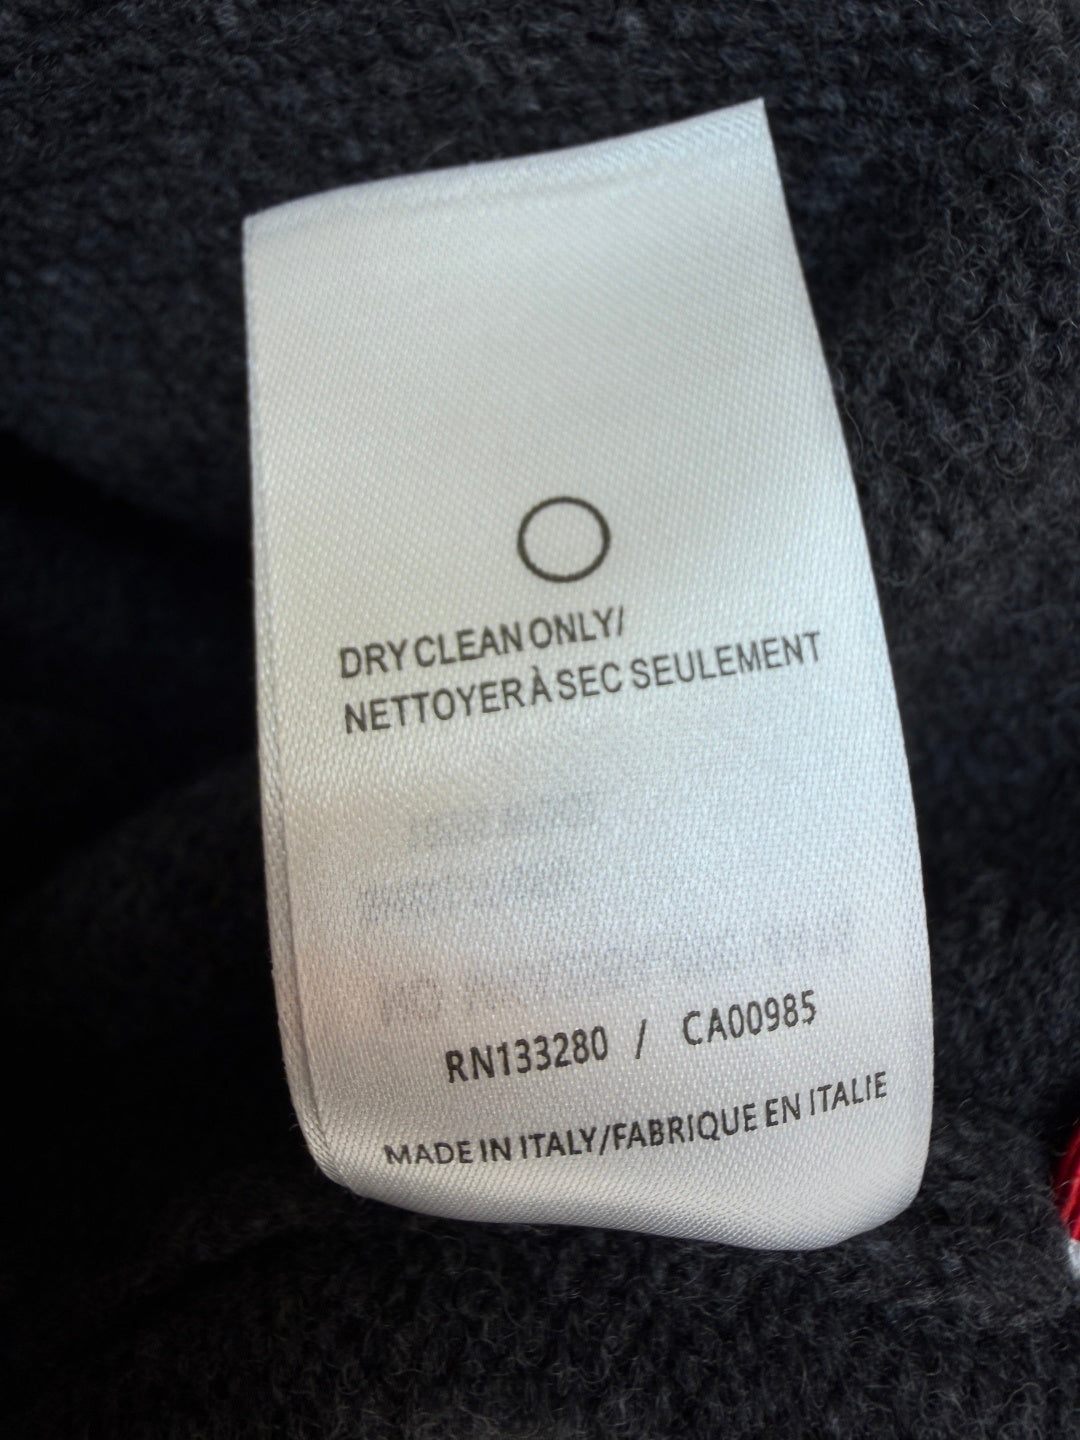 DRY CLEAN ONLY/
NETTOYER À SEC SEULEMENT
RN133280 / CA00985
MADE IN ITALY/FABRIQUE EN ITALIE